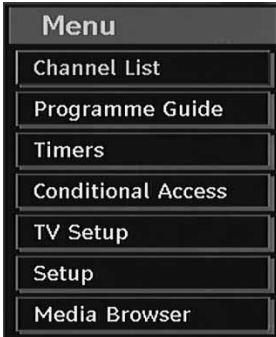 Menu
Channel List
Programme Guide
Timers
Conditional Access
TV Setup
Setup
Media Browser